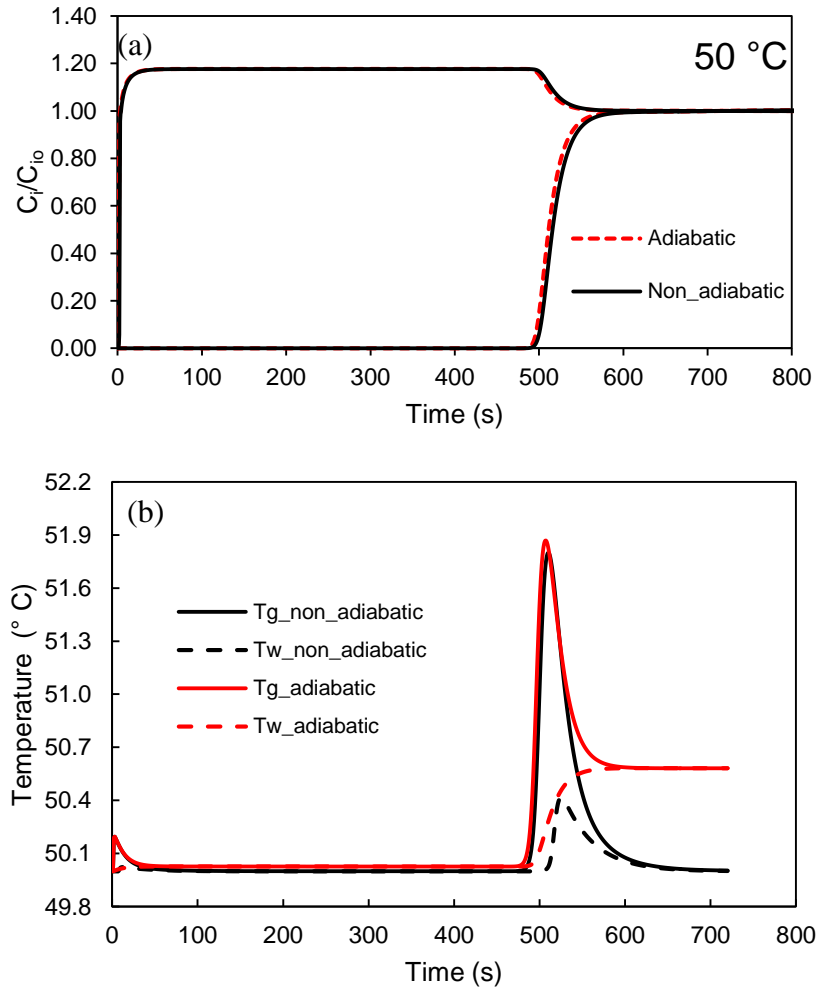 (a)
50 °C
1.40
1.20
1.00
0.80
0.60
0.40
0.20
0.00
Ci/Cio
Adiabatic
Non_adiabatic
0 100 200 300 400 500 600 700 800
Time (s)
(b)
52.2
51.9
51.6
51.3
51.0
50.7
50.4
50.1
49.8
Temperature (° C)
Tg_non_adiabatic
Tw_non_adiabatic
Tg_adiabatic
Tw_adiabatic
0 100 200 300 400 500 600 700 800
Time (s)